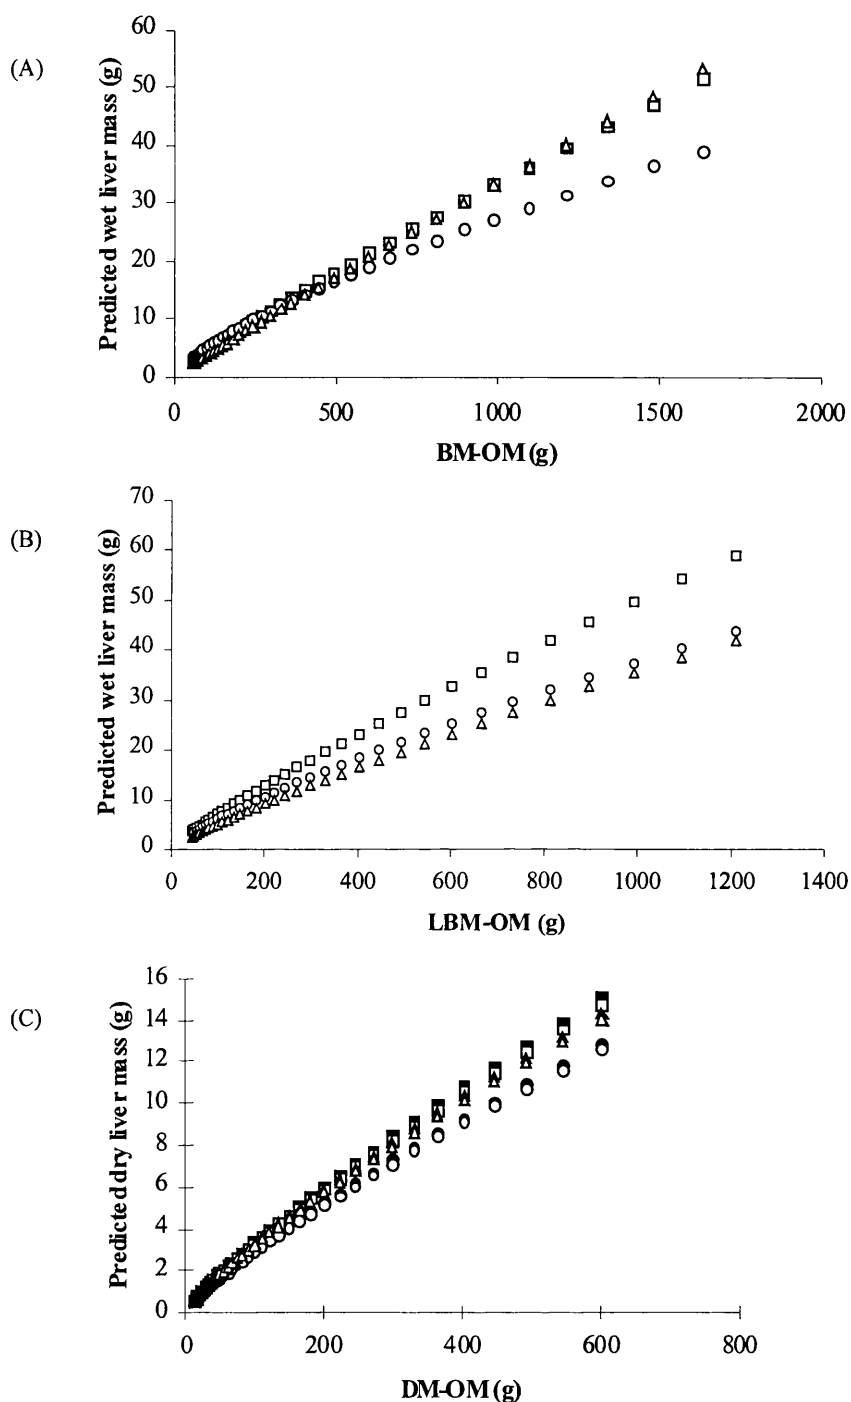 (A)
Predicted wet liver mass (g)
60
50
40
30
20
10
0
0 500 1000 1500 2000
BM-OM (g)
(B)
Predicted wet liver mass (g)
70
60
50
40
30
20
10
0
0 200 400 600 800 1000 1200 1400
LBM-OM (g)
(C)
Predicted dry liver mass (g)
16
14
12
10
8
6
4
2
0
0 200 400 600 800
DM-OM (g)